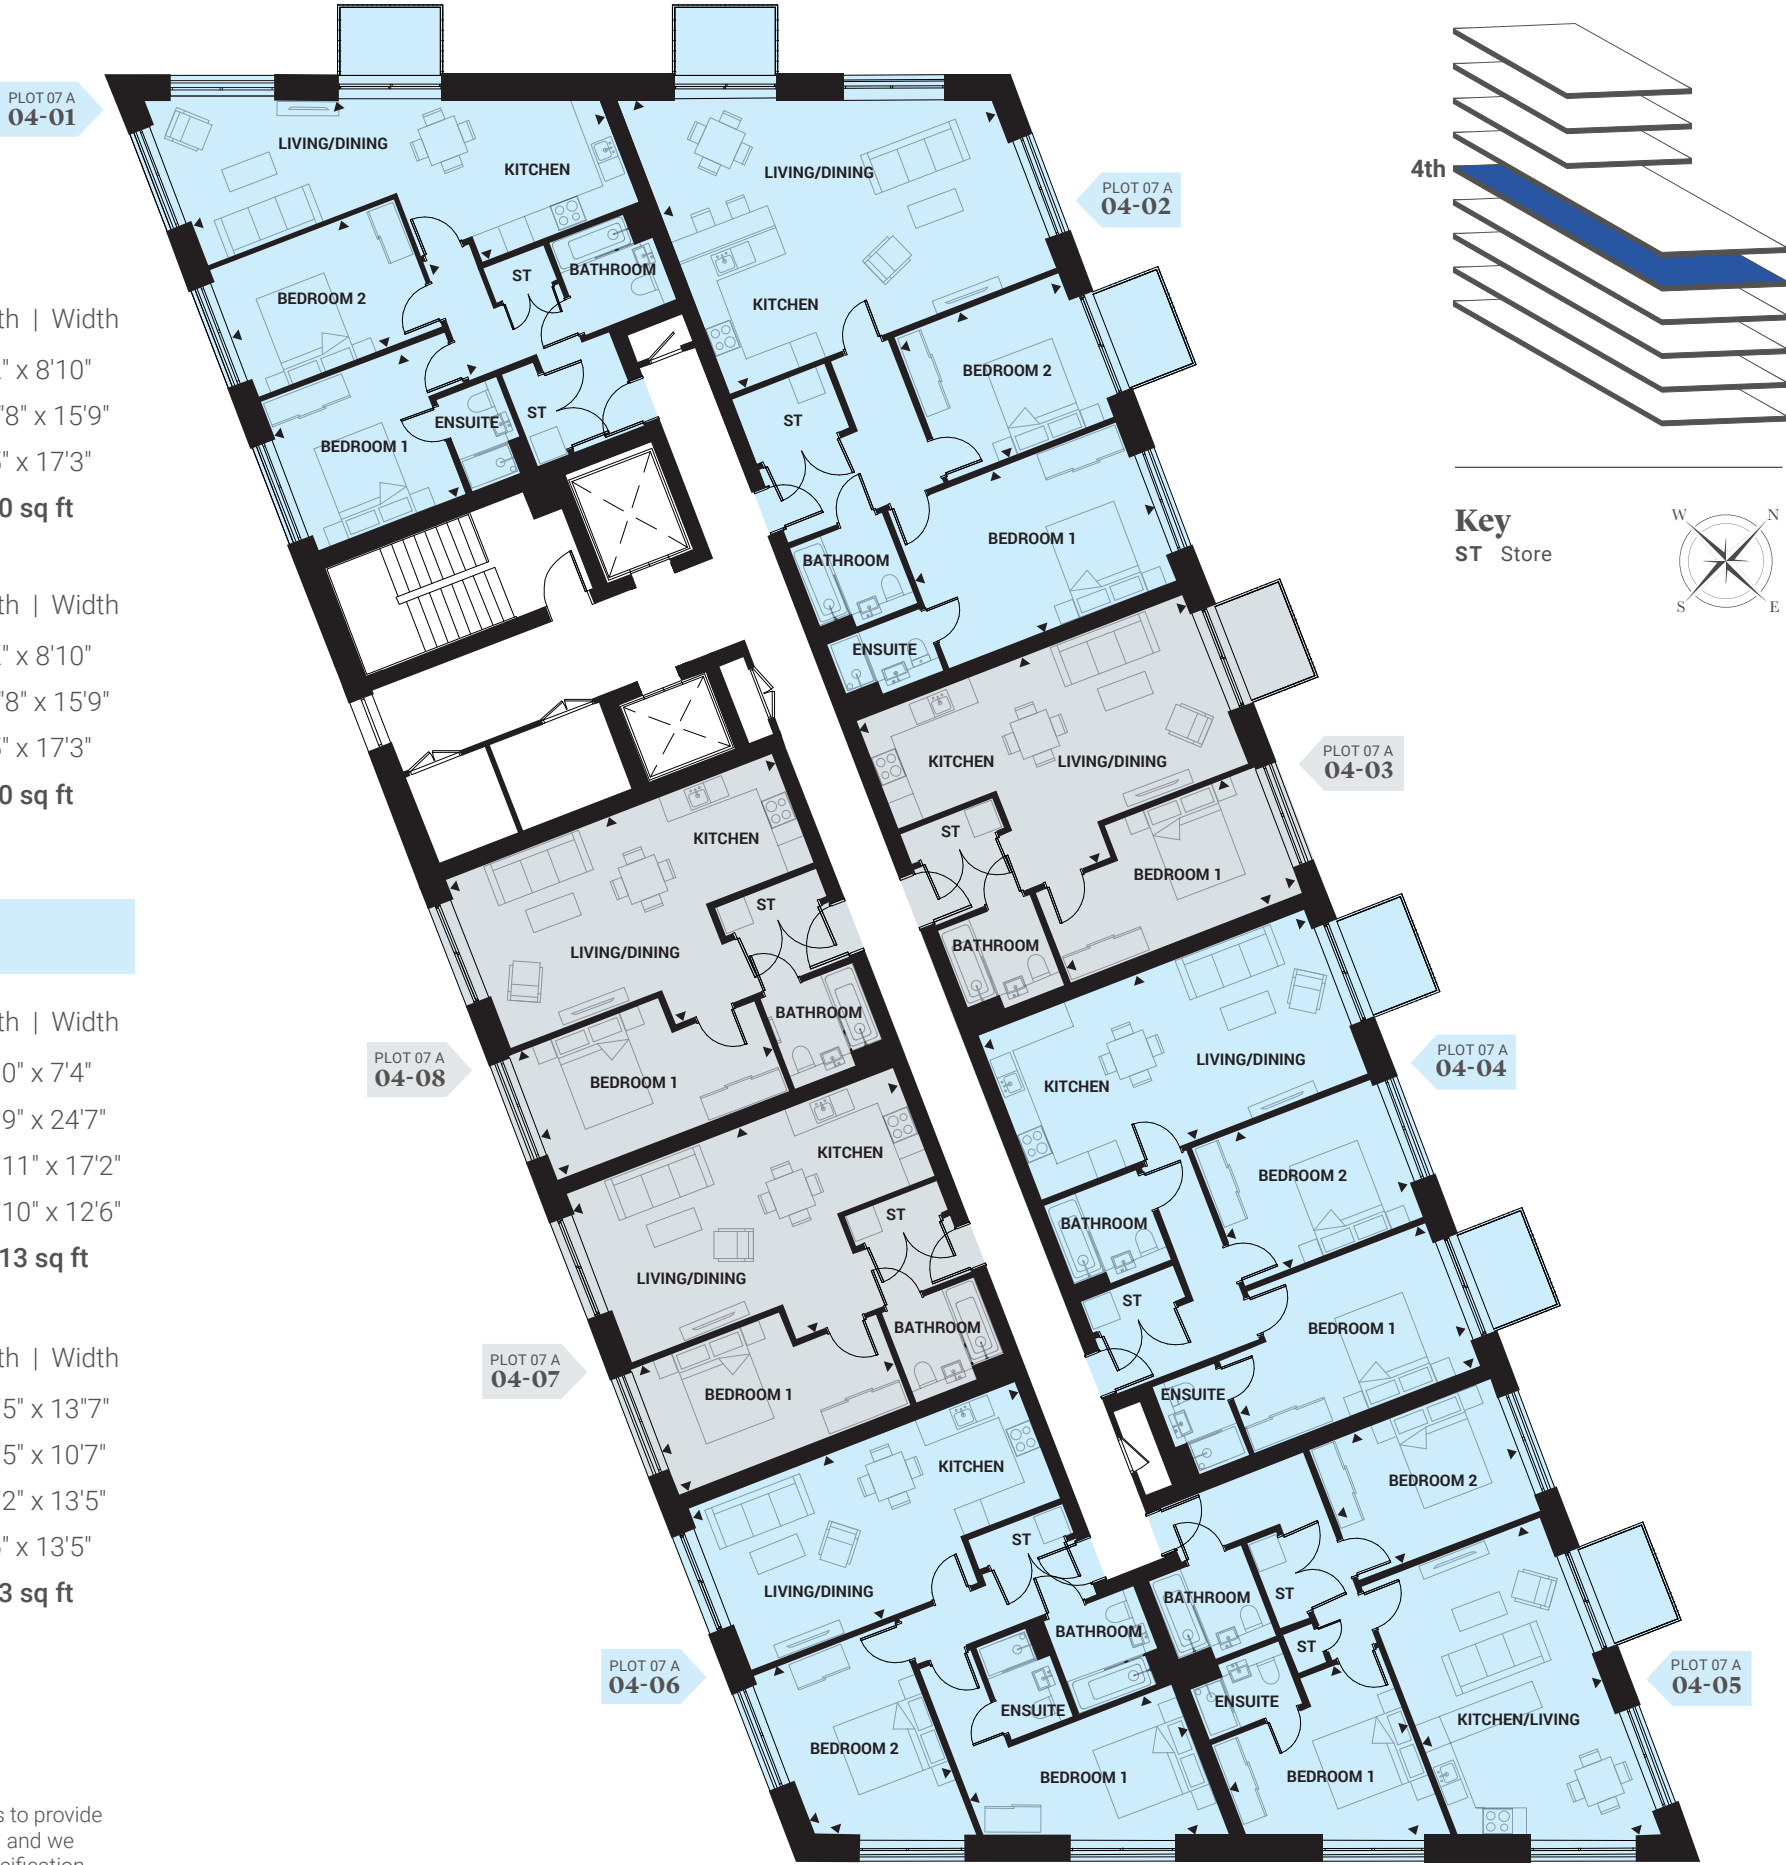 PLOT 07 A
04-01
LIVING/DINING
KITCHEN
BEDROOM 2
ST
BATHROOM
BEDROOM 1
ENSUITE
ST
LIVING/DINING
KITCHEN
PLOT 07 A
04-02
BEDROOM 2
ST
BEDROOM 1
BATHROOM
ENSUITE
4th
Key
ST Store
W N
S E
KITCHEN
LIVING/DINING
PLOT 07 A
04-03
ST
BEDROOM 1
BATHROOM
KITCHEN
ST
LIVING/DINING
BATHROOM
BEDROOM 1
PLOT 07 A
04-08
LIVING/DINING
KITCHEN
PLOT 07 A
04-04
BEDROOM 2
BATHROOM
ST
BEDROOM 1
ENSUITE
KITCHEN
ST
LIVING/DINING
BATHROOM
BEDROOM 1
PLOT 07 A
04-07
KITCHEN
ST
LIVING/DINING
BATHROOM
ENSUITE
BEDROOM 2
BEDROOM 1
PLOT 07 A
04-06
BEDROOM 2
BATHROOM
ST
ST
ENSUITE
KITCHEN/LIVING
BEDROOM 1
PLOT 07 A
04-05
th | Width
" x 8'10"
'8" x 15'9"
" x 17'3"
0 sq ft
th | Width
" x 8'10"
'8" x 15'9"
" x 17'3"
0 sq ft
th | Width
0" x 7'4"
'9" x 24'7"
'11" x 17'2"
'10" x 12'6"
13 sq ft
th | Width
'5" x 13'7"
'5" x 10'7"
'2" x 13'5"
" x 13'5"
3 sq ft
s to provide
and we